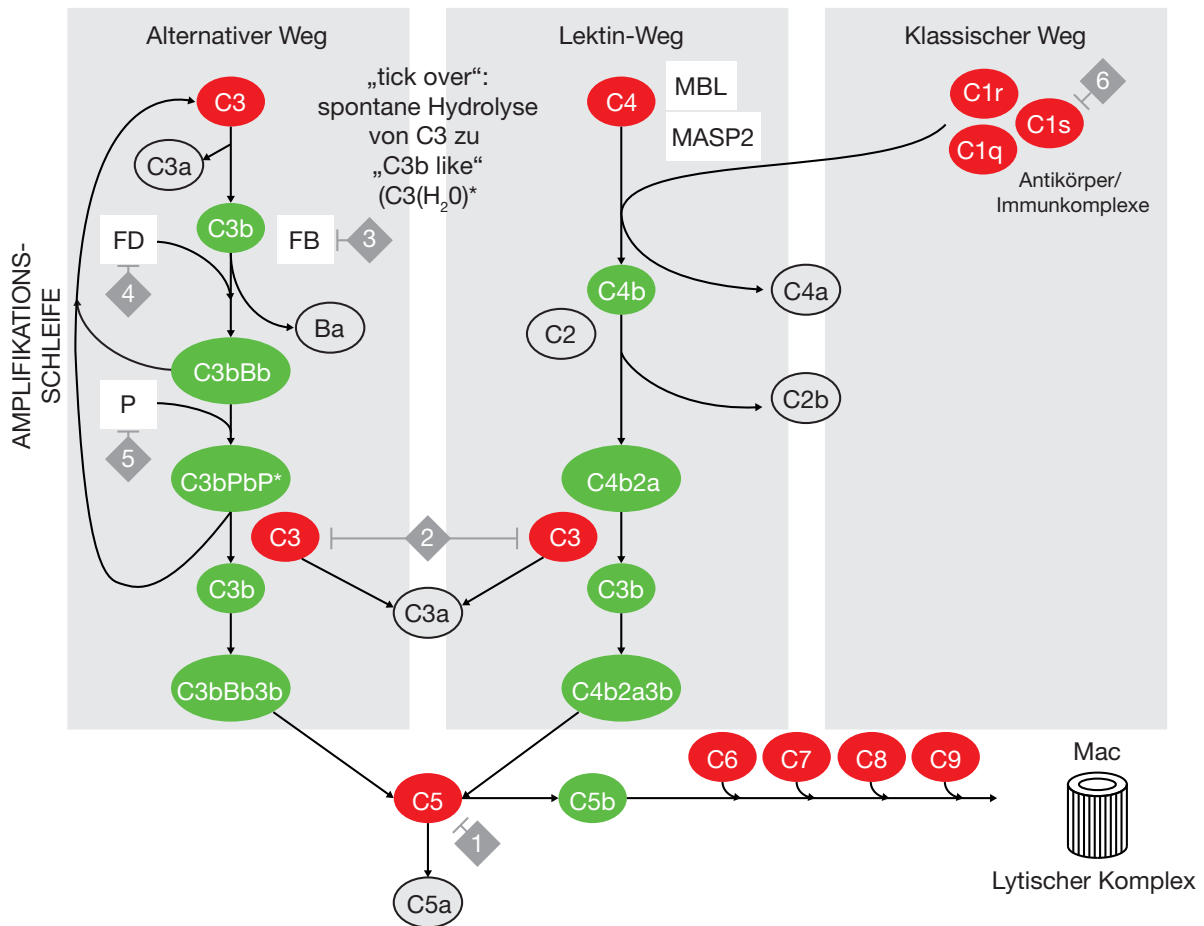 Alternativer Weg
Lektin-Weg
Klassischer Weg
C3
„tick over“:
spontane Hydrolyse
von C3 zu
„C3b like“
(C3(H₂0)*
C4
MBL
MASP2
C1r
C1s
C1q
6
Antikörper/
Immunkomplexe
C3a
C3b
FD
FB
3
4
Ba
C4b
C4a
C2
C2b
AMPLIFIKATIONS-
SCHLEIFE
C3bBb
P
5
C3bPbP*
C4b2a
C3
2
C3
C3b
C3a
C3b
C3bBb3b
C4b2a3b
C6
C7
C8
C9
Mac
C5
C5b
1
Lytischer Komplex
C5a